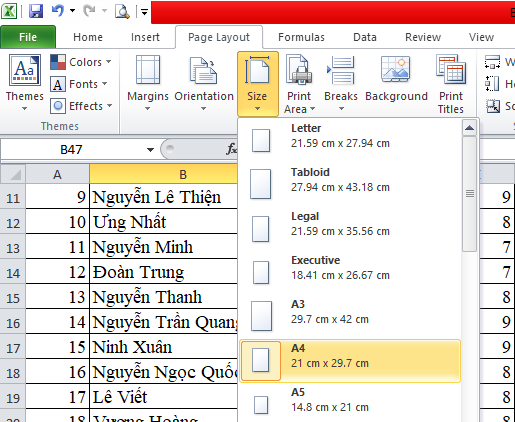 File Home Insert Page Layout Formulas Data Review
Colors
Fonts
Effects
Themes
Margins
Orientation
Size
Print Area
Breaks
Background
Print Titles
Themes
B47
A B
Letter
21.59 cm x 27.94 cm
Tabloid
27.94 cm x 43.18 cm
Legal
21.59 cm x 35.56 cm
Executive
18.41 cm x 26.67 cm
A3
29.7 cm x 42 cm
A4
21 cm x 29.7 cm
A5
14.8 cm x 21 cm
11 9 Nguyễn Lê Thiện 9
12 10 Ưng Nhất 8
13 11 Nguyễn Minh 7
14 12 Đoàn Trung 7
15 13 Nguyễn Thanh 8
16 14 Nguyễn Trần Quang 9
17 15 Ninh Xuân 9
18 16 Nguyễn Ngọc Quốc 8
19 17 Lê Viết 8
18 Vương Hoàng 8